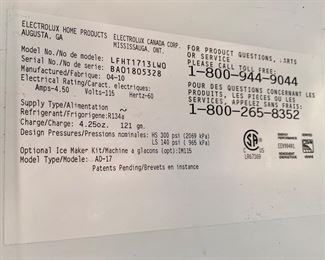 ELECTROLUX HOME PRODUCTS ELECTROLUX CANADA CORP.
AUGUSTA, GA MISSISSAUGA, ONT.
Model No/No de modele : LFHT1713LW0
Serial No/No de serie : BA01805328
Manufactured/Fabrique : 04-10
Electrical Rating/Caract. electriques:
Amps-4.50 Volts-115 Hertz-60
Supply Type/Alimentation ~
Refrigerant/Frigorigene: R134a
Charge/Charge: 4.25oz. 121 gm.
Design Pressures/Pressions nominales: HS 300 psi (2069 kPa)
LS 140 psi ( 965 kPa)
Optional Ice Maker Kit/Machine a glacons (opt): IM115
Model Type/Type de Modele: AD-17
Patents Pending/Brevets en instance
FOR PRODUCT QUESTIONS, PARTS
OR SERVICE
PLEASE CALL FREE:
1-800-944-9044
POUR DES QUESTIONS CONCERNANT LES
PRODUITS, LES PIECES OU LES
SERVICES, APPELEZ SANS FRAIS:
1-800-265-8352